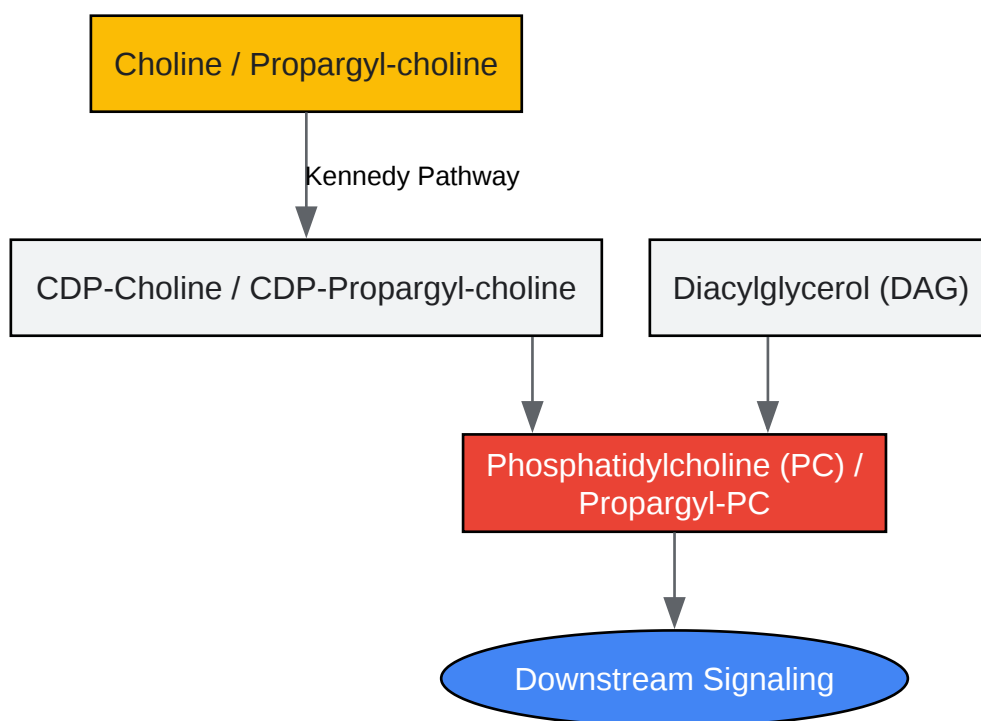 Choline / Propargyl-choline
Kennedy Pathway
CDP-Choline / CDP-Propargyl-choline
Diacylglycerol (DAG)
Phosphatidylcholine (PC) /
Propargyl-PC
Downstream Signaling